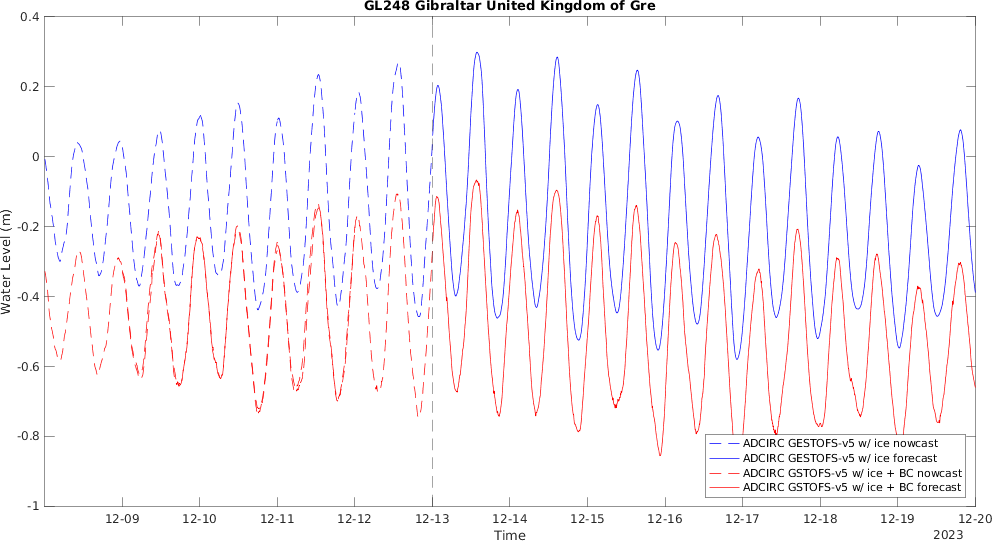 GL248 Gibraltar United Kingdom of Gre
0.4
0.2
0
-0.2
-0.4
-0.6
-0.8
-1
Water Level (m)
ADCIRC GESTOFS-v5 w/ ice nowcast
ADCIRC GESTOFS-v5 w/ ice forecast
ADCIRC GSTOFS-v5 w/ ice + BC nowcast
ADCIRC GSTOFS-v5 w/ ice + BC forecast
12-09 12-10 12-11 12-12 12-13 12-14 12-15 12-16 12-17 12-18 12-19 12-20
Time
2023